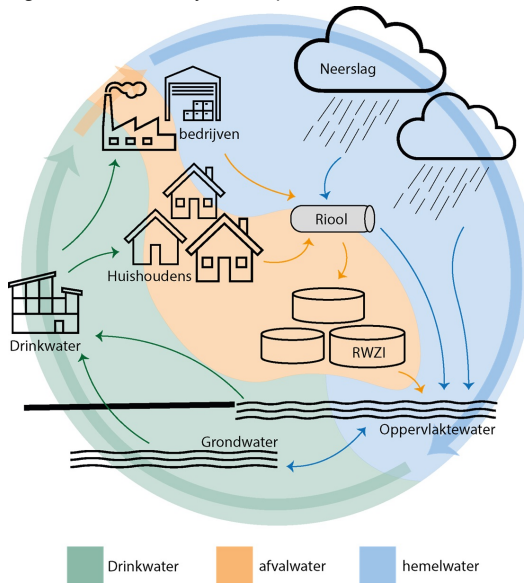 Neerslag
bedrijven
Riool
Huishoudens
Drinkwater
RWZI
Grondwater
Oppervlaktewater
Drinkwater
afvalwater
hemelwater